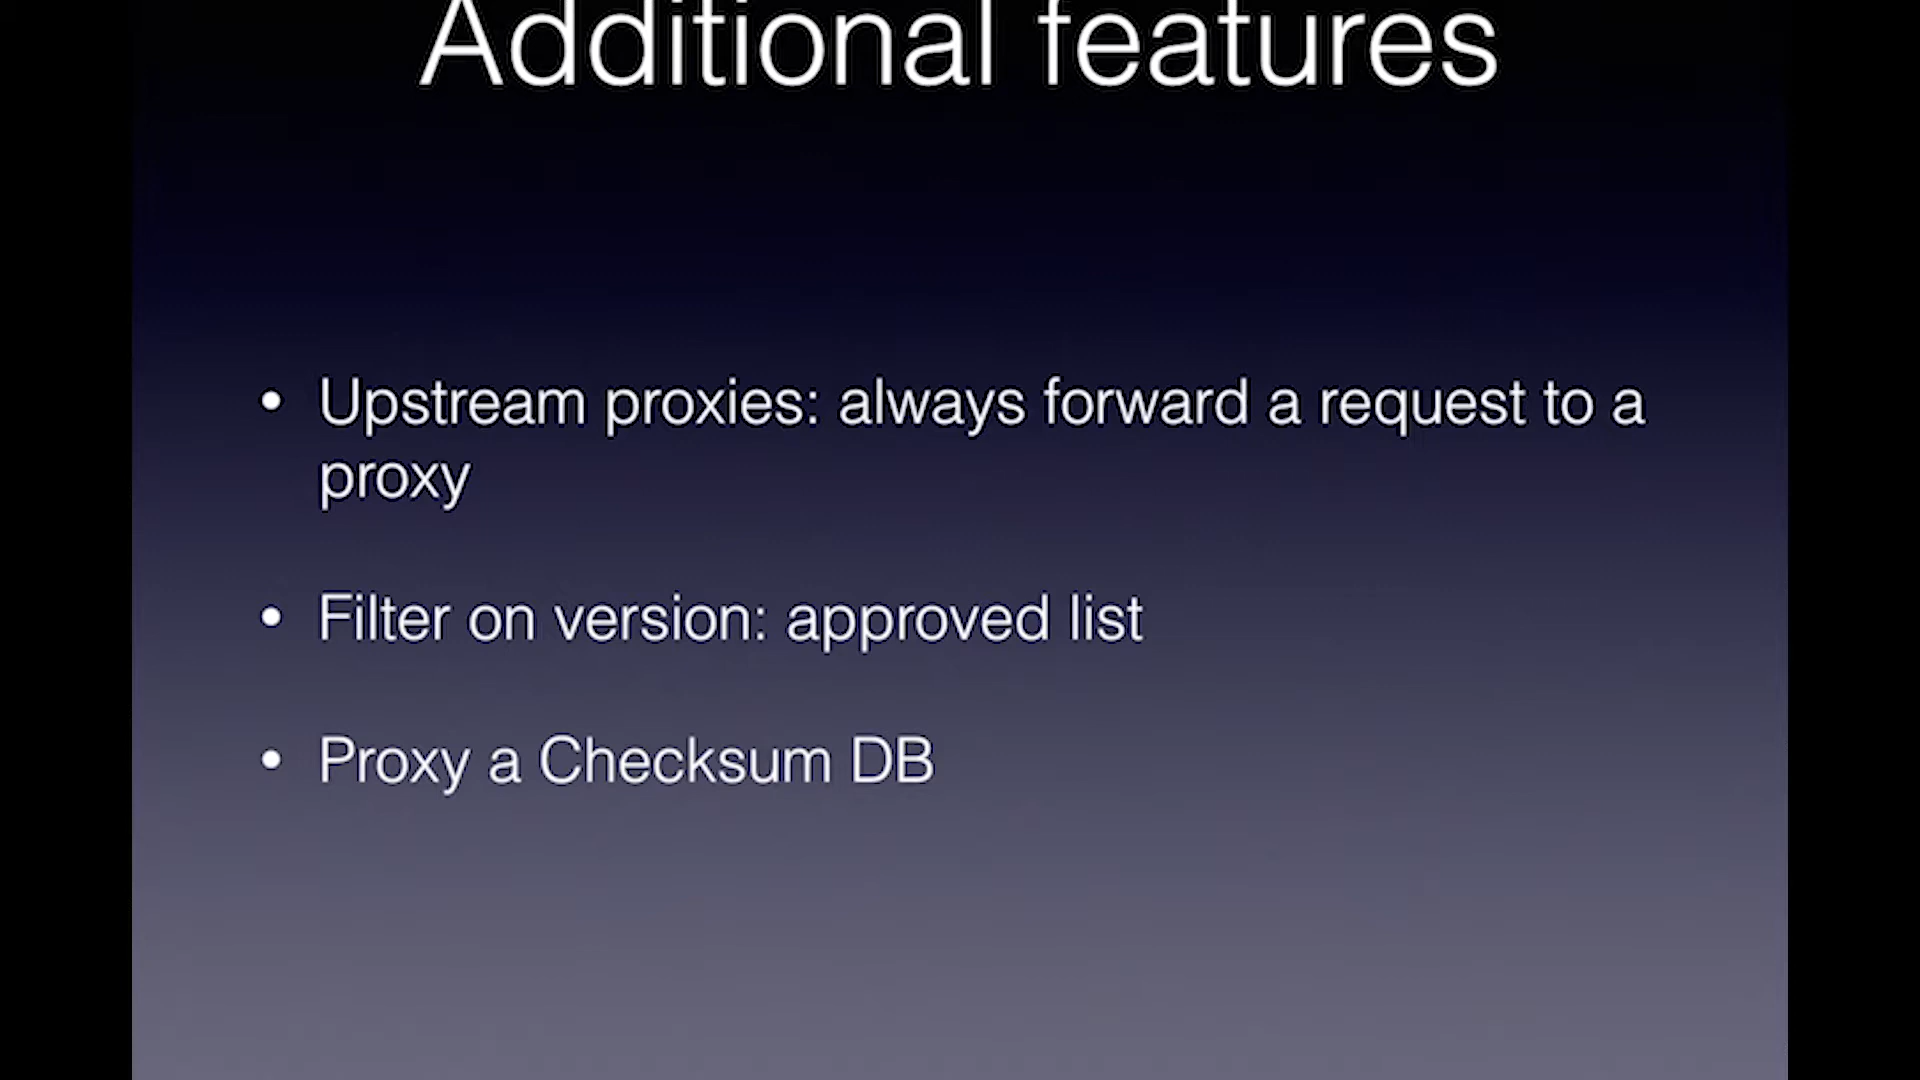 Additional features
• Upstream proxies: always forward a request to a
proxy
• Filter on version: approved list
• Proxy a Checksum DB